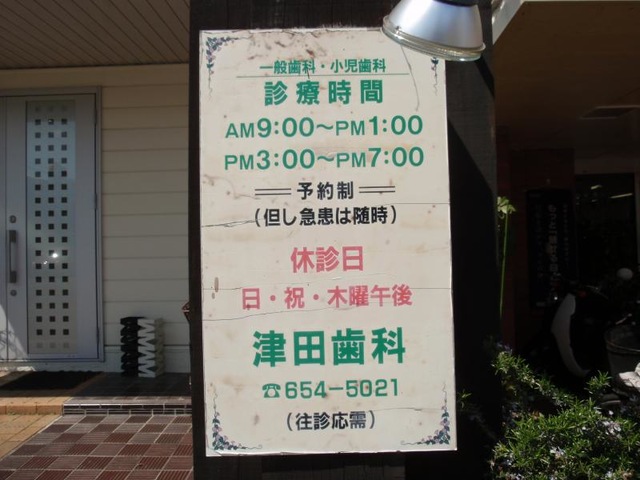 一般歯科・小児歯科
診療時間
AM9:00〜PM1:00
PM3:00〜PM7:00
予約制
(但し急患は随時)
休診日
日・祝・木曜午後
津田歯科
☎654-5021
(往診応需)